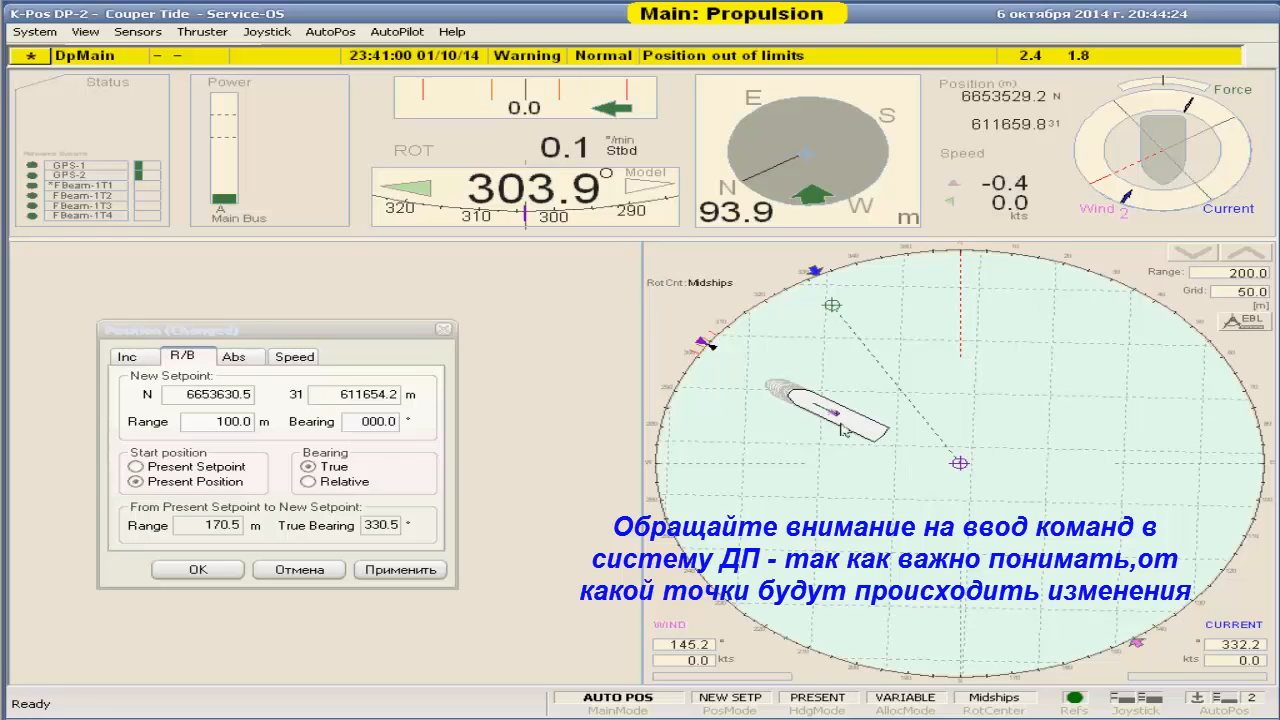 K-Pos DP-2 - Couper Tide - Service-OS
Main: Propulsion
6 октября 2014 г. 20:44:24
System View Sensors Thruster Joystick AutoPos AutoPilot Help
* DpMain - - 23:41:00 01/10/14 Warning Normal Position out of limits 2.4 1.8
Status
GPS-1
GPS-2
*FBeam-1T1
FBeam-1T2
FBeam-1T3
FBeam-1T4
Power
A
Main Bus
0.0
ROT 0.1 °/min Stbd
303.9 °
Model
320 310 300 290
E S
N W
93.9 m
Position (m)
6653529.2 N
611659.8 31
Speed
-0.4
0.0
kts
Force
Wind 2
Current
Position (Changed)
Inc R/B Abs Speed
New Setpoint:
N 6653630.5 31 611654.2 m
Range 100.0 m Bearing 000.0 °
Start position
Present Setpoint
Present Position
Bearing
True
Relative
From Present Setpoint to New Setpoint:
Range 170.5 m True Bearing 330.5 °
OK Отмена Применить
Rot Cnt: Midships
Range: 200.0
Grid: 50.0
[m]
EBL
Обращайте внимание на ввод команд в
систему ДП - так как важно понимать,от
какой точки будут происходить изменения
WIND
145.2 °
0.0 kts
CURRENT
332.2 °
kts 0.0
Ready
AUTO POS NEW SETP PRESENT VARIABLE Midships 2
MainMode PosMode HdgMode AllocMode RotCenter Refs Joystick AutoPos